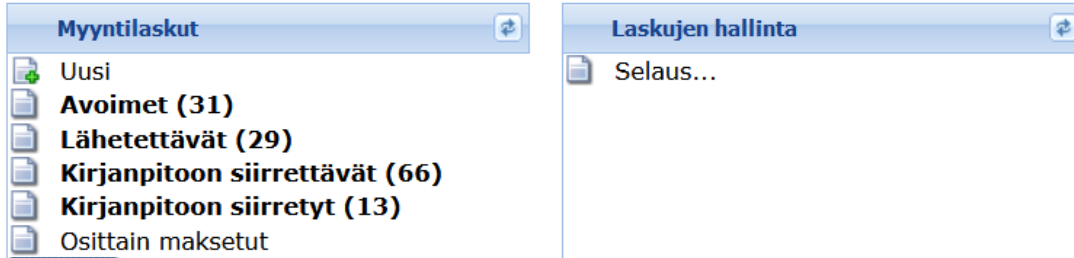 Myyntilaskut
Uusi
Avoimet (31)
Lähetettävät (29)
Kirjanpitoon siirrettävät (66)
Kirjanpitoon siirretyt (13)
Osittain maksetut
Laskujen hallinta
Selaus...